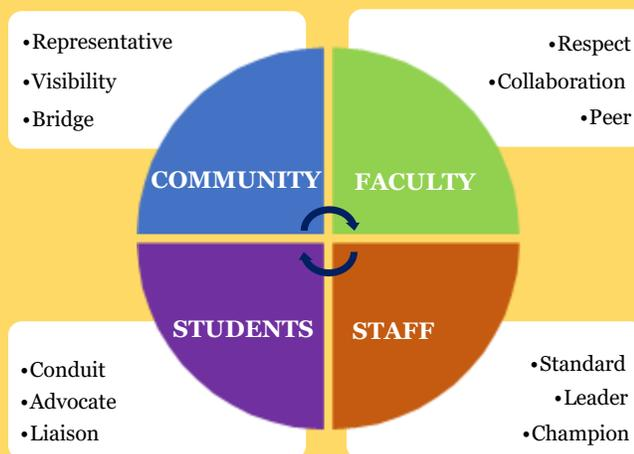 •Representative
•Visibility
•Bridge
•Respect
•Collaboration
•Peer
COMMUNITY
FACULTY
STUDENTS
STAFF
•Conduit
•Advocate
•Liaison
•Standard
•Leader
•Champion